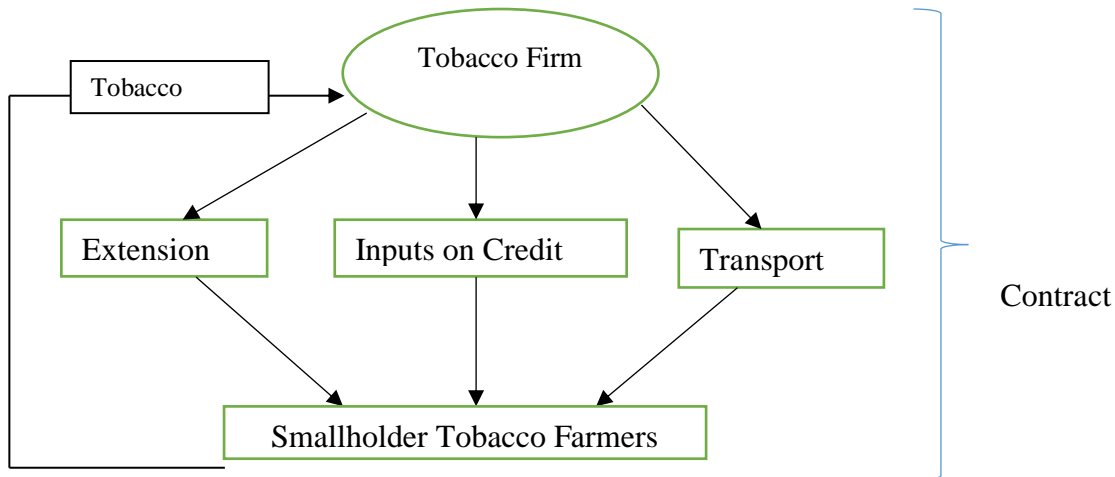 Tobacco Firm
Tobacco
Extension
Inputs on Credit
Transport
Contract
Smallholder Tobacco Farmers